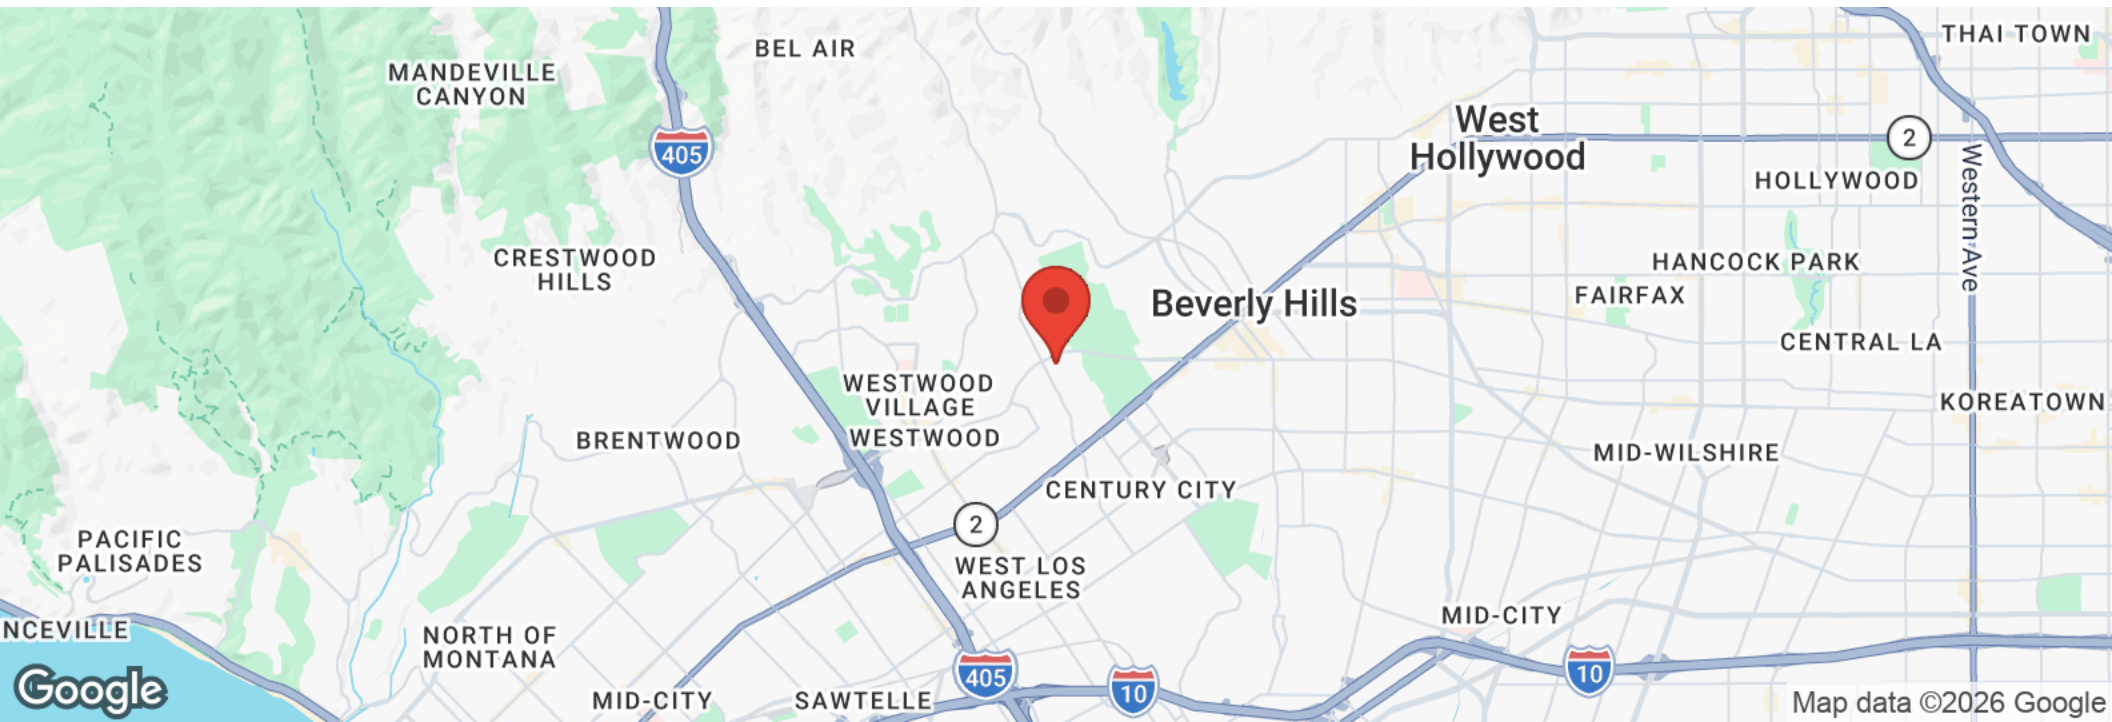 BEL AIR
THAI TOWN
MANDEVILLE
CANYON
West
Hollywood
405
2
HOLLYWOOD
Western Ave
CRESTWOOD
HILLS
HANCOCK PARK
Beverly Hills
FAIRFAX
CENTRAL LA
WESTWOOD
VILLAGE
KOREATOWN
BRENTWOOD
WESTWOOD
MID-WILSHIRE
CENTURY CITY
2
PACIFIC
PALISADES
WEST LOS
ANGELES
NCEVILLE
NORTH OF
MONTANA
MID-CITY
405
10
10
Google
MID-CITY
SAWTELLE
Map data ©2026 Google